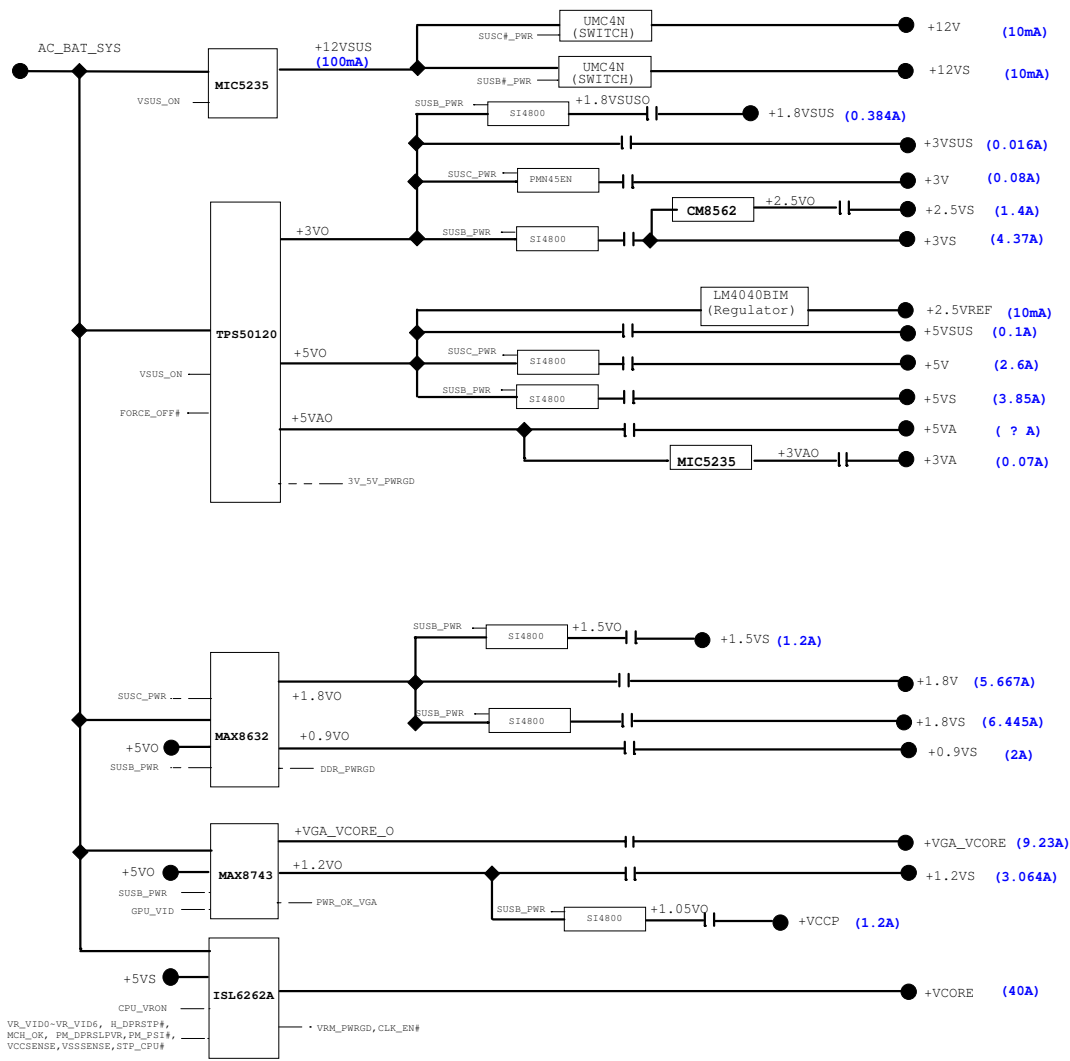 AC_BAT_SYS
MIC5235
VSUS_ON
+12VSUS
(100mA)
SUSC#_PWR
UMC4N
(SWITCH)
+12V (10mA)
SUSB#_PWR
UMC4N
(SWITCH)
+12VS (10mA)
SUSB_PWR
SI4800
+1.8VSUSO
+1.8VSUS (0.384A)
+3VSUS (0.016A)
SUSC_PWR
PMN45EN
+3V (0.08A)
CM8562
+2.5VO
+2.5VS (1.4A)
+3VO
SUSB_PWR
SI4800
+3VS (4.37A)
TPS50120
LM4040BIM
(Regulator)
+2.5VREF (10mA)
+5VSUS (0.1A)
+5VO
SUSC_PWR
SI4800
+5V (2.6A)
VSUS_ON
SUSB_PWR
SI4800
+5VS (3.85A)
FORCE_OFF#
+5VAO
+5VA ( ? A)
MIC5235
+3VAO
+3VA (0.07A)
3V_5V_PWRGD
SUSB_PWR
SI4800
+1.5VO
+1.5VS (1.2A)
SUSC_PWR
+1.8VO
+1.8V (5.667A)
SUSB_PWR
SI4800
+1.8VS (6.445A)
MAX8632
+5VO
+0.9VO
+0.9VS (2A)
SUSB_PWR
DDR_PWRGD
+VGA_VCORE_O
+VGA_VCORE (9.23A)
+5VO
MAX8743
+1.2VO
+1.2VS (3.064A)
SUSB_PWR
GPU_VID
PWR_OK_VGA
SUSB_PWR
SI4800
+1.05VO
+VCCP (1.2A)
+5VS
ISL6262A
+VCORE (40A)
CPU_VRON
VR_VID0~VR_VID6, H_DPRSTP#,
MCH_OK, PM_DPRSLPVR,PM_PSI#,
VCCSENSE,VSSSENSE,STP_CPU#
VRM_PWRGD,CLK_EN#